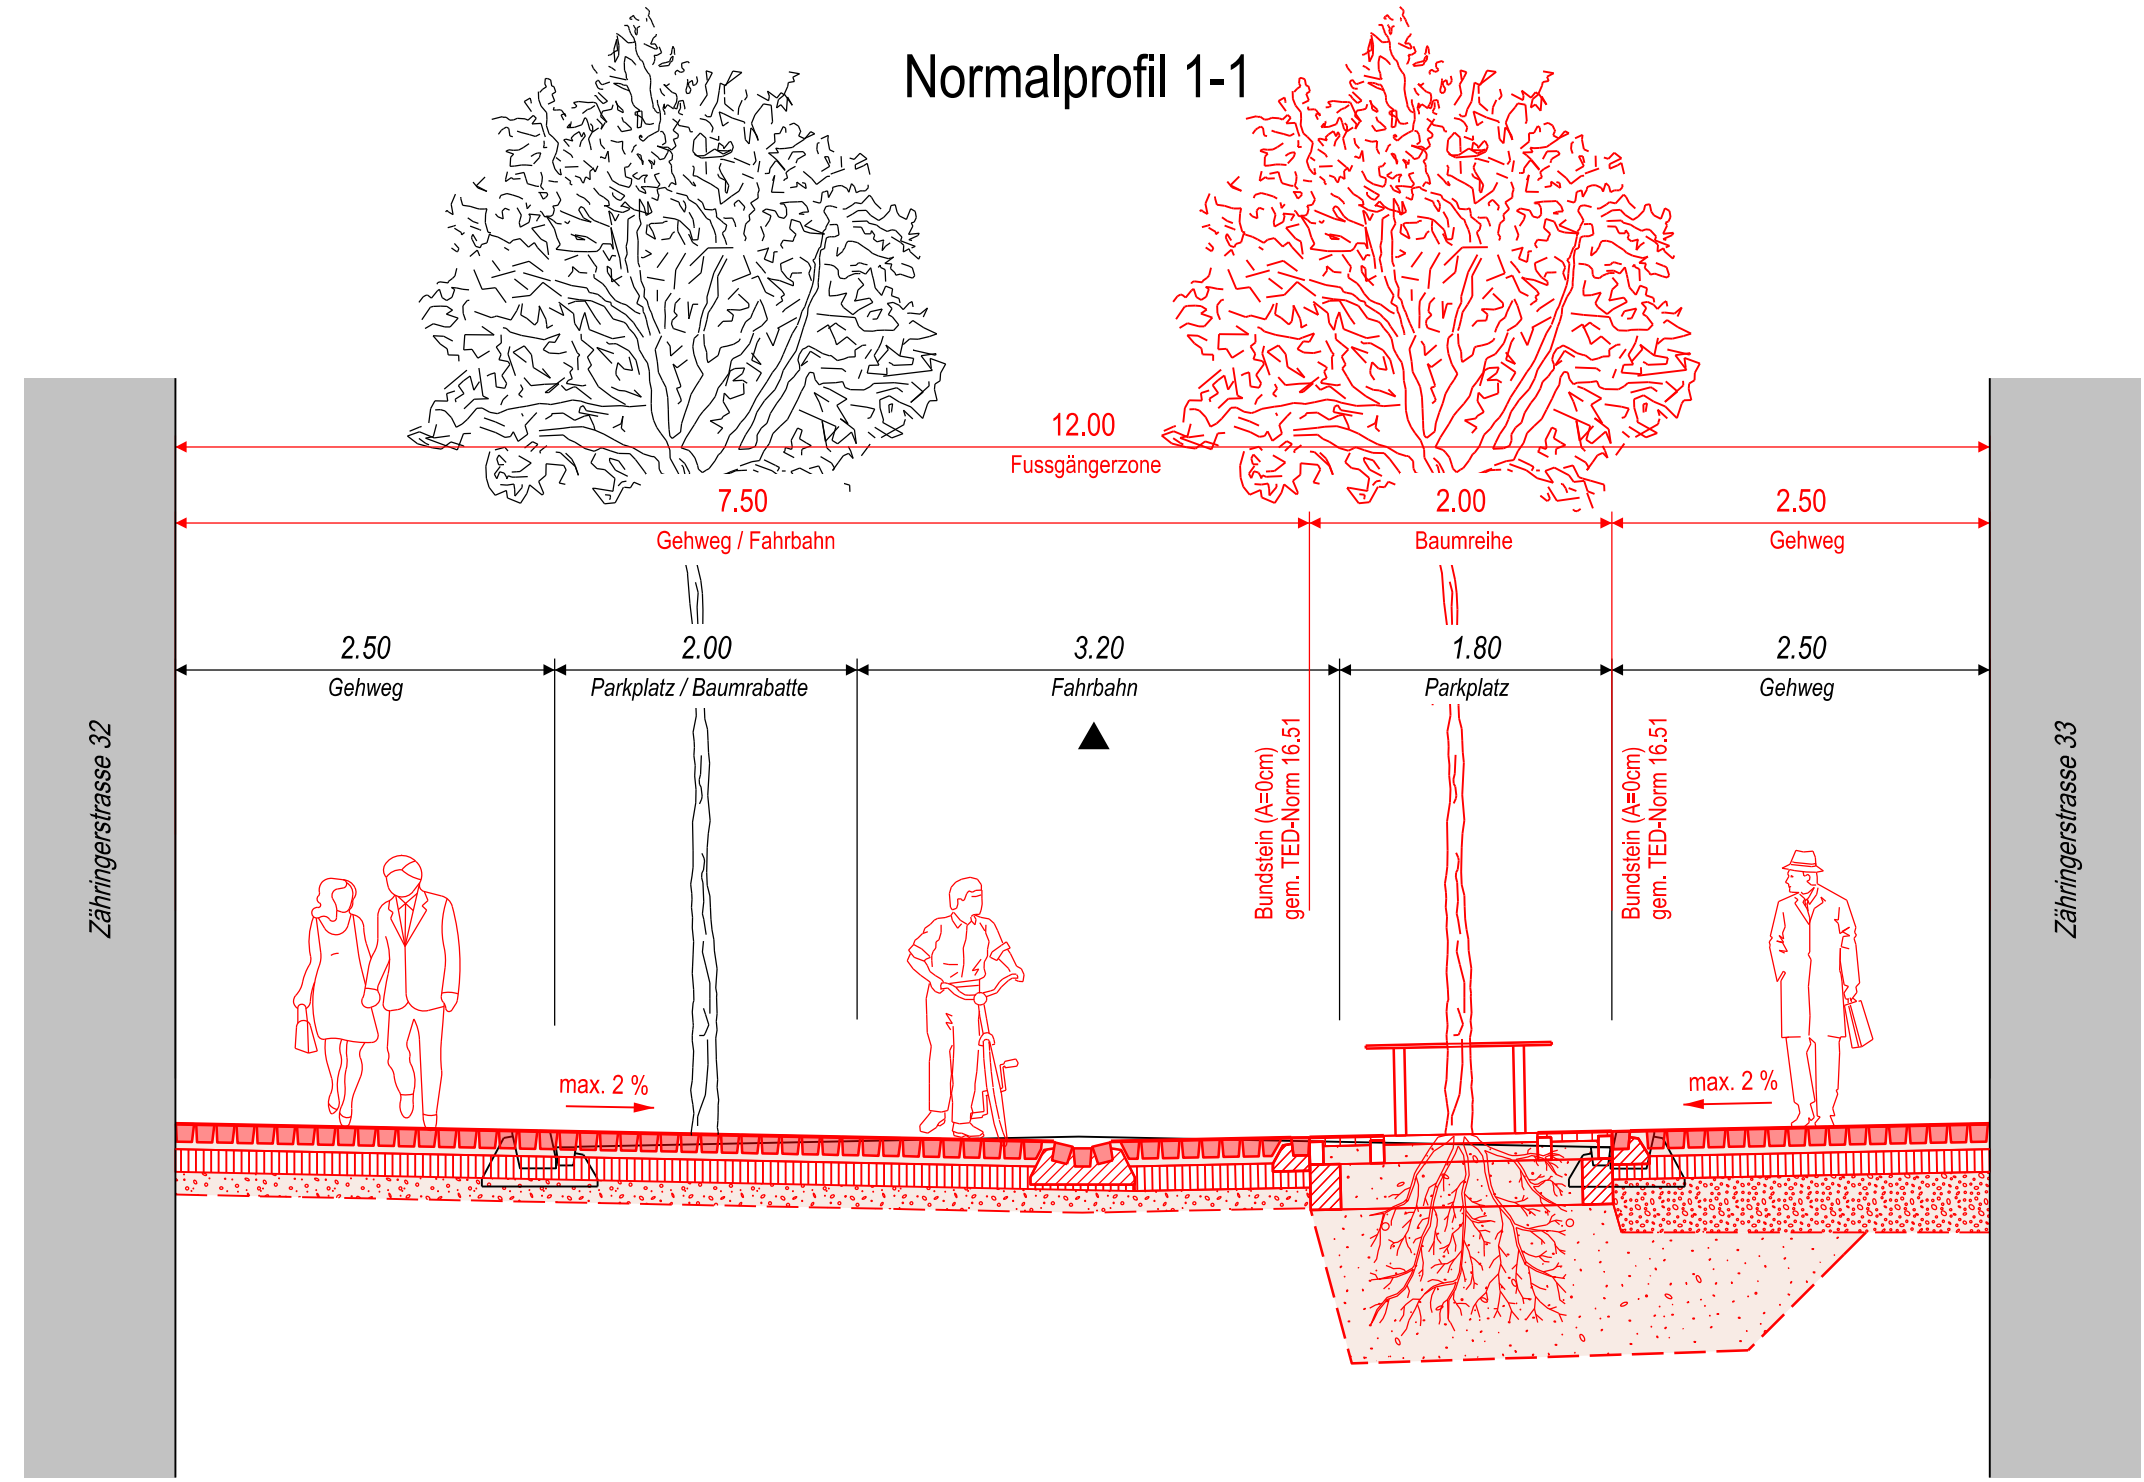 Normalprofil 1-1
12.00
Fussgängerzone
7.50
2.00
2.50
Gehweg / Fahrbahn
Baumreihe
Gehweg
2.50
2.00
3.20
1.80
2.50
Gehweg
Parkplatz / Baumrabatte
Fahrbahn
Parkplatz
Gehweg
Zähringerstrasse 32
Bundstein (A=0cm)
gem. TED-Norm 16.51
Bundstein (A=0cm)
gem. TED-Norm 16.51
Zähringerstrasse 33
max. 2 %
max. 2 %